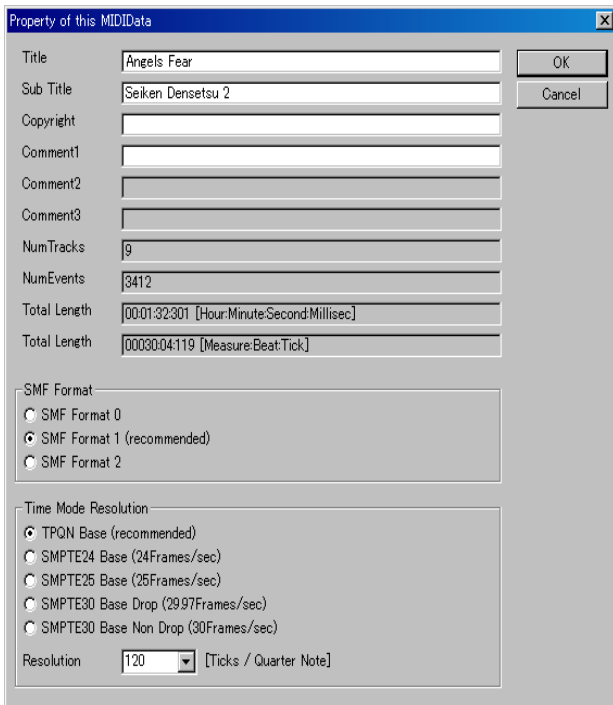 Property of this MIDIData
Title Angels Fear
OK
Sub Title Seiken Densetsu 2
Cancel
Copyright
Comment1
Comment2
Comment3
NumTracks 9
NumEvents 3412
Total Length 00:01:32:301 [Hour:Minute:Second:Millisec]
Total Length 00030:04:119 [Measure:Beat:Tick]
SMF Format
SMF Format 0
SMF Format 1 (recommended)
SMF Format 2
Time Mode Resolution
TPQN Base (recommended)
SMPTE24 Base (24Frames/sec)
SMPTE25 Base (25Frames/sec)
SMPTE30 Base Drop (29.97Frames/sec)
SMPTE30 Base Non Drop (30Frames/sec)
Resolution 120 [Ticks / Quarter Note]